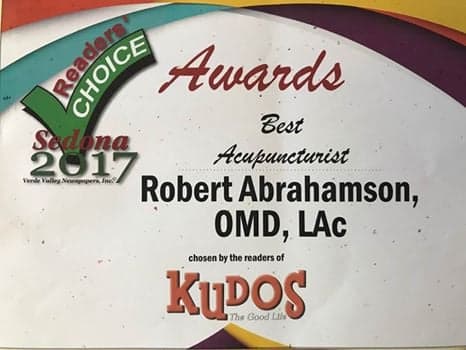 Readers'
CHOICE
Sedona
2017
Verde Valley Newspapers, Inc.
Awards
Best
Acupuncturist
Robert Abrahamson,
OMD, LAc
chosen by the readers of
KUDOS
The Good Life